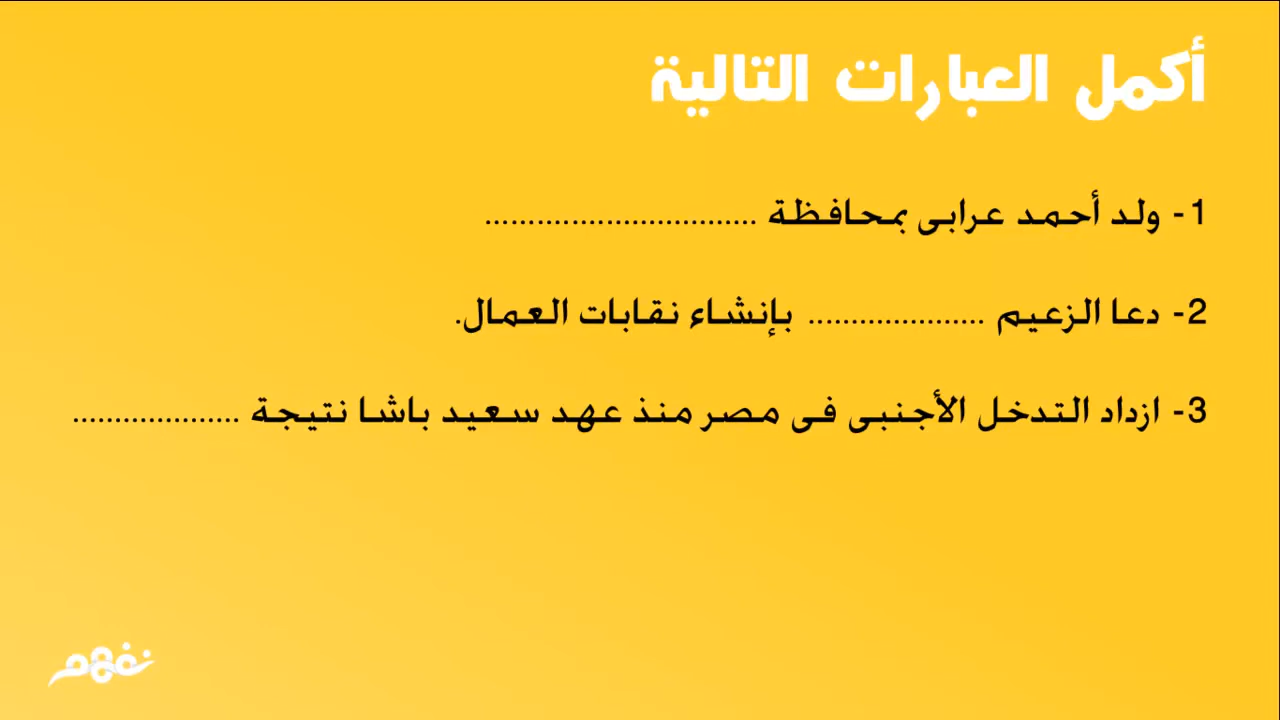 أكمل العبارات التالية
1- ولد أحمد عرابى بمحافظة ................................
2- دعا الزعيم ..................... بإنشاء نقابات العمال.
3- ازداد التدخل الأجنبى فى مصر منذ عهد سعيد باشا نتيجة ....................
نفهم